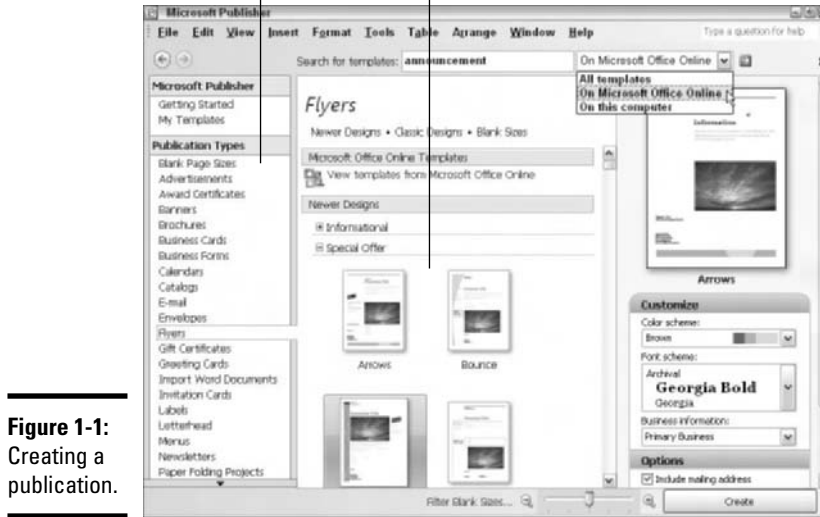 Microsoft Publisher
File Edit View Insert Format Tools Table Arrange Window Help
Type a question for help
Search for templates: announcement
On Microsoft Office Online
All templates
On Microsoft Office Online
On this computer
Microsoft Publisher
Getting Started
My Templates
Publication Types
Blank Page Sizes
Advertisements
Award Certificates
Banners
Brochures
Business Cards
Business Forms
Calendars
Catalogs
E-mail
Envelopes
Flyers
Gift Certificates
Greeting Cards
Import Word Documents
Invitation Cards
Labels
Letterhead
Menus
Newsletters
Paper Folding Projects
Flyers
Newer Designs • Classic Designs • Blank Sizes
Microsoft Office Online Templates
View templates from Microsoft Office Online
Newer Designs
Informational
Special Offer
Arrows
Bounce
Filter Blank Sizes...
Information
Arrows
Customize
Color scheme:
Brown
Font scheme:
Archival
Georgia Bold
Georgia
Business information:
Primary Business
Options
Include mailing address
Create
Figure 1-1:
Creating a
publication.